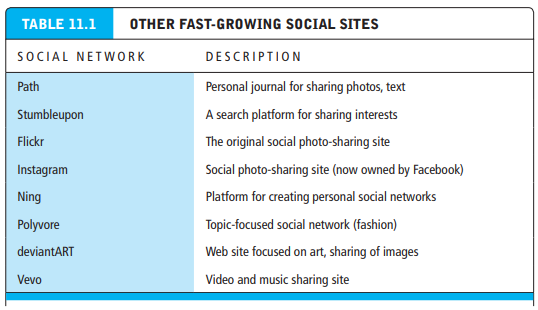 TABLE 11.1 OTHER FAST-GROWING SOCIAL SITES
SOCIAL NETWORK DESCRIPTION
Path Personal journal for sharing photos, text
Stumbleupon A search platform for sharing interests
Flickr The original social photo-sharing site
Instagram Social photo-sharing site (now owned by Facebook)
Ning Platform for creating personal social networks
Polyvore Topic-focused social network (fashion)
deviantART Web site focused on art, sharing of images
Vevo Video and music sharing site